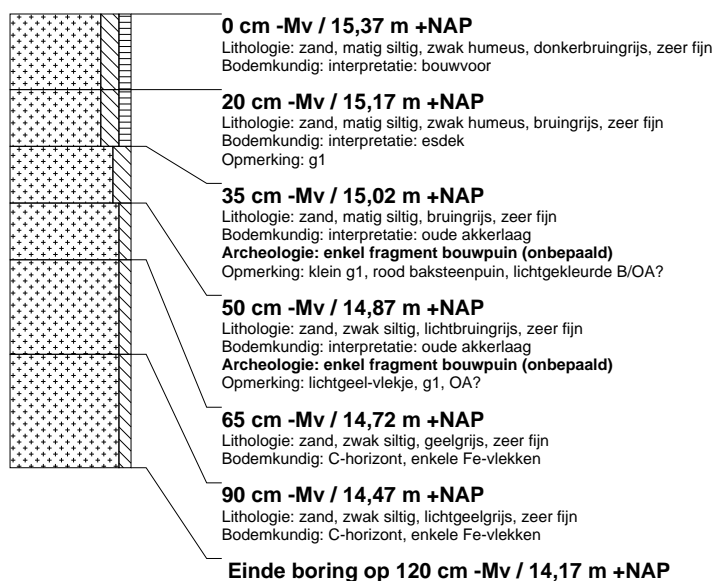 0 cm -Mv / 15,37 m +NAP
Lithologie: zand, matig siltig, zwak humeus, donkerbruingrijs, zeer fijn
Bodemkundig: interpretatie: bouwvoor
20 cm -Mv / 15,17 m +NAP
Lithologie: zand, matig siltig, zwak humeus, bruingrijs, zeer fijn
Bodemkundig: interpretatie: esdek
Opmerking: g1
35 cm -Mv / 15,02 m +NAP
Lithologie: zand, matig siltig, bruingrijs, zeer fijn
Bodemkundig: interpretatie: oude akkerlaag
Archeologie: enkel fragment bouwpuin (onbepaald)
Opmerking: klein g1, rood baksteenpuin, lichtgekleurde B/OA?
50 cm -Mv / 14,87 m +NAP
Lithologie: zand, zwak siltig, lichtbruingrijs, zeer fijn
Bodemkundig: interpretatie: oude akkerlaag
Archeologie: enkel fragment bouwpuin (onbepaald)
Opmerking: lichtgeel-vlekje, g1, OA?
65 cm -Mv / 14,72 m +NAP
Lithologie: zand, zwak siltig, geelgrijs, zeer fijn
Bodemkundig: C-horizont, enkele Fe-vlekken
90 cm -Mv / 14,47 m +NAP
Lithologie: zand, zwak siltig, lichtgeelgrijs, zeer fijn
Bodemkundig: C-horizont, enkele Fe-vlekken
Einde boring op 120 cm -Mv / 14,17 m +NAP